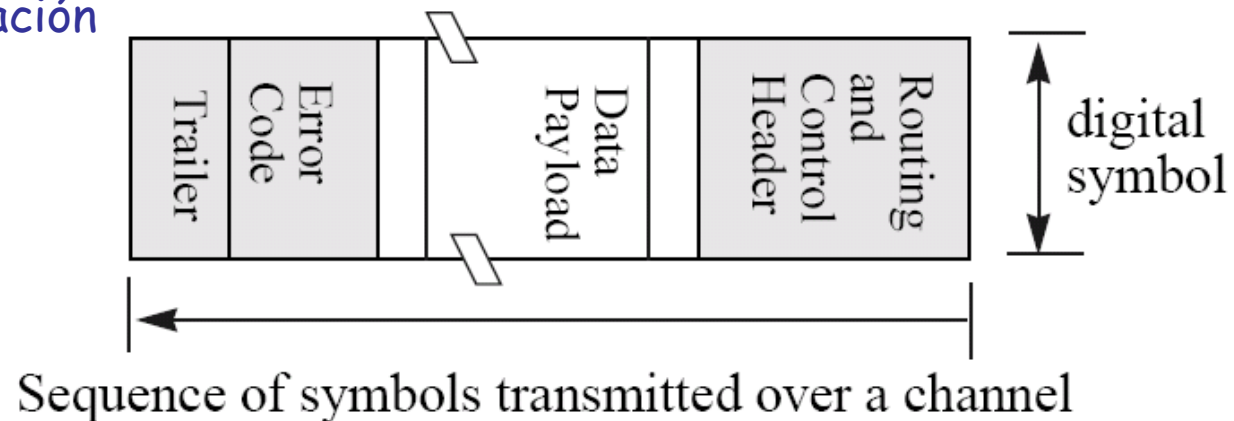 ación
Trailer
Error
Code
Data
Payload
Routing
and
Control
Header
digital
symbol
Sequence of symbols transmitted over a channel